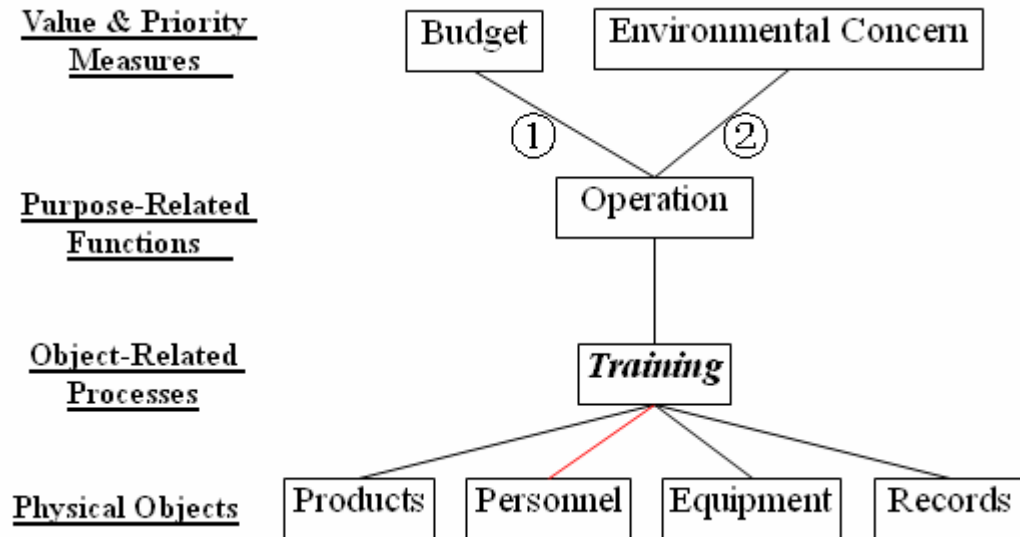 Value & Priority
Measures
Budget
Environmental Concern
①
②
Purpose-Related
Functions
Operation
Object-Related
Processes
Training
Physical Objects
Products
Personnel
Equipment
Records